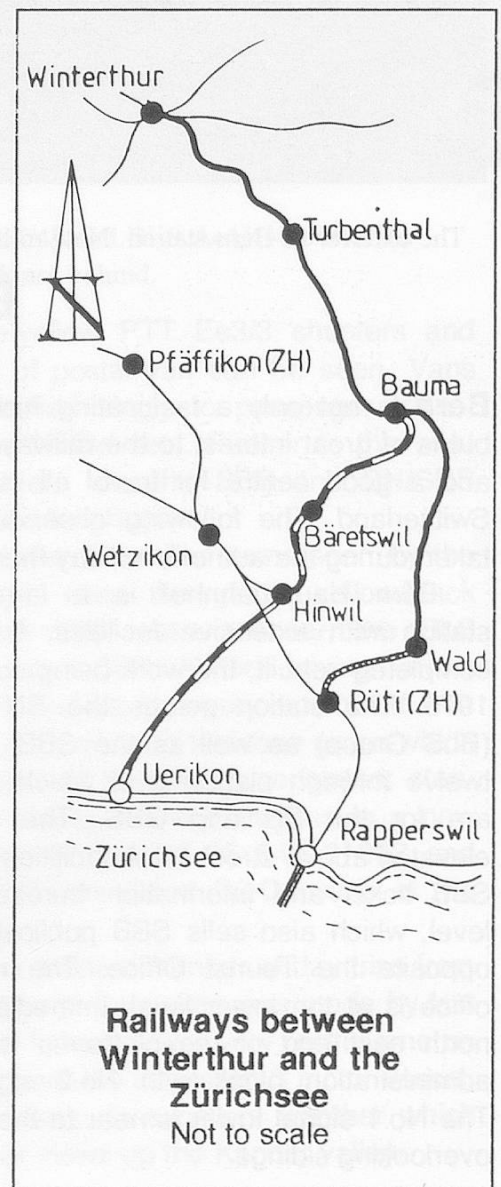 Winterthur
Turbenthal
Pfäffikon(ZH)
Bauma
Bäretswil
Wetzikon
Hinwil
Wald
Rüti(ZH)
Uerikon
Rapperswil
Zürichsee
Railways between
Winterthur and the
Zürichsee
Not to scale